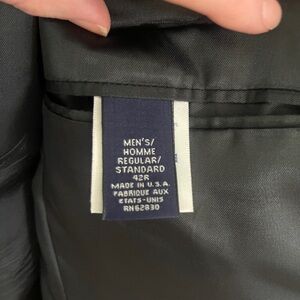 MEN'S/
HOMME
REGULAR/
STANDARD
42R
MADE IN U.S.A.
FABRIQUE AUX
ETATS-UNIS
RN62830